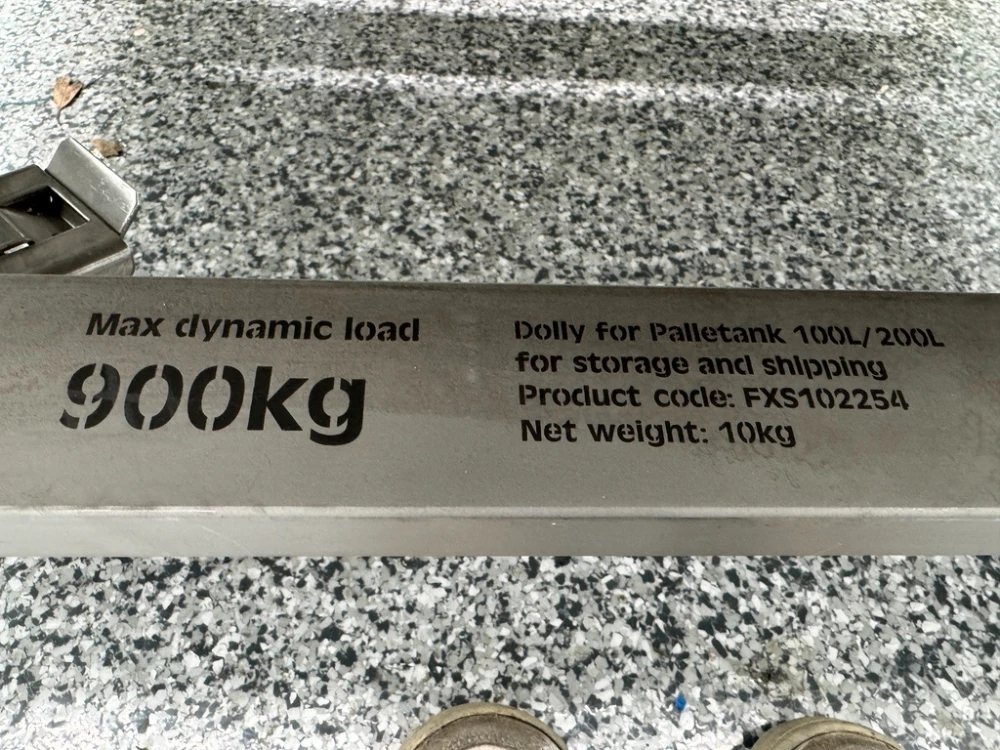 Max dynamic load
900kg
Dolly for Palletank 100L/200L
for storage and shipping
Product code: FXS102254
Net weight: 10kg